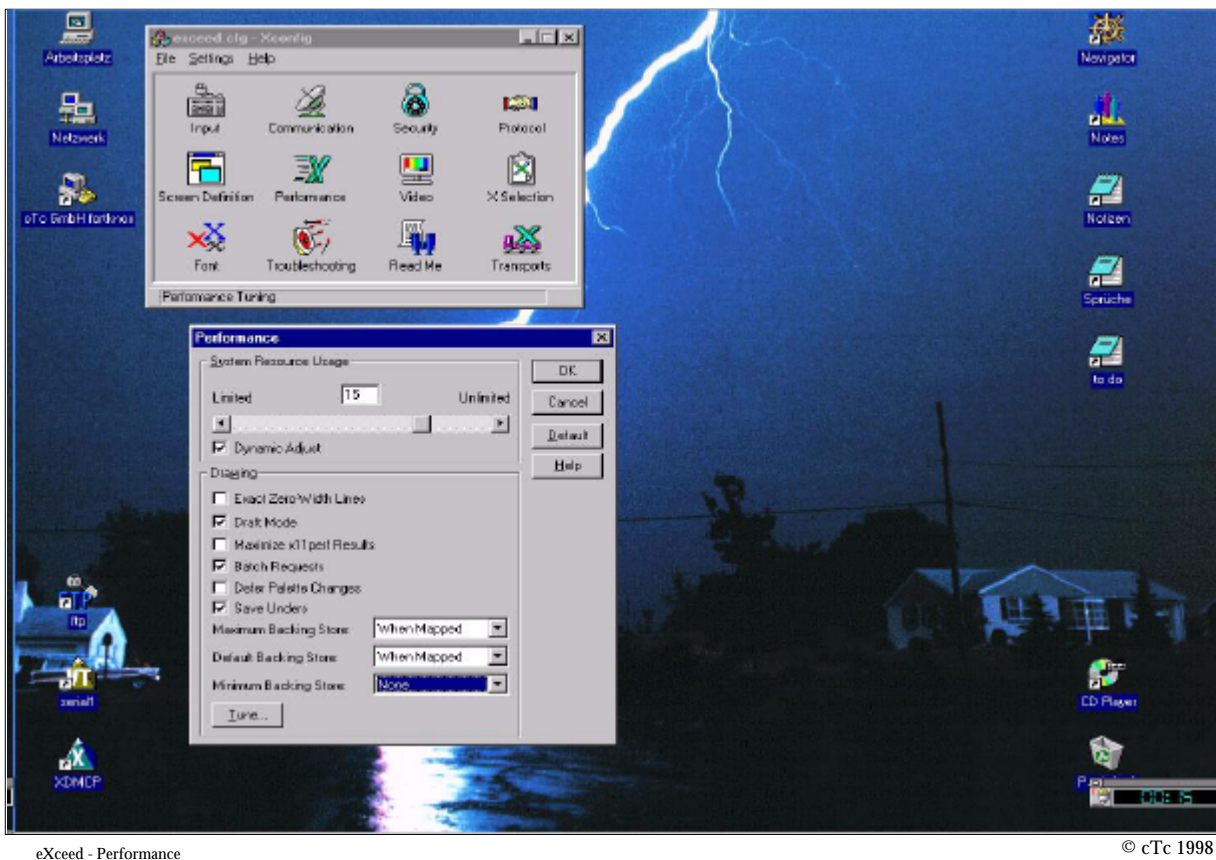 Arbeitsplatz
Netzwerk
cTc GmbH fortknox
ftp
XDMCP
exceed.cfg - Xconfig
File Settings Help
Input Communication Security Protocol
Screen Definition Performance Video X Selection
Font Troubleshooting Read Me Transports
Performance Tuning
Performance
System Resource Usage
Limited 15 Unlimited
Dynamic Adjust
OK
Cancel
Default
Help
Drawing
Exact Zero-Width Lines
Draft Mode
Maximize x11perf Results
Batch Requests
Defer Palette Changes
Save Unders
Maximum Backing Store: When Mapped
Default Backing Store: When Mapped
Minimum Backing Store: None
Tune...
Navigator
Notes
Notizen
Sprüche
to do
CD Player
00:15
eXceed - Performance
© cTc 1998